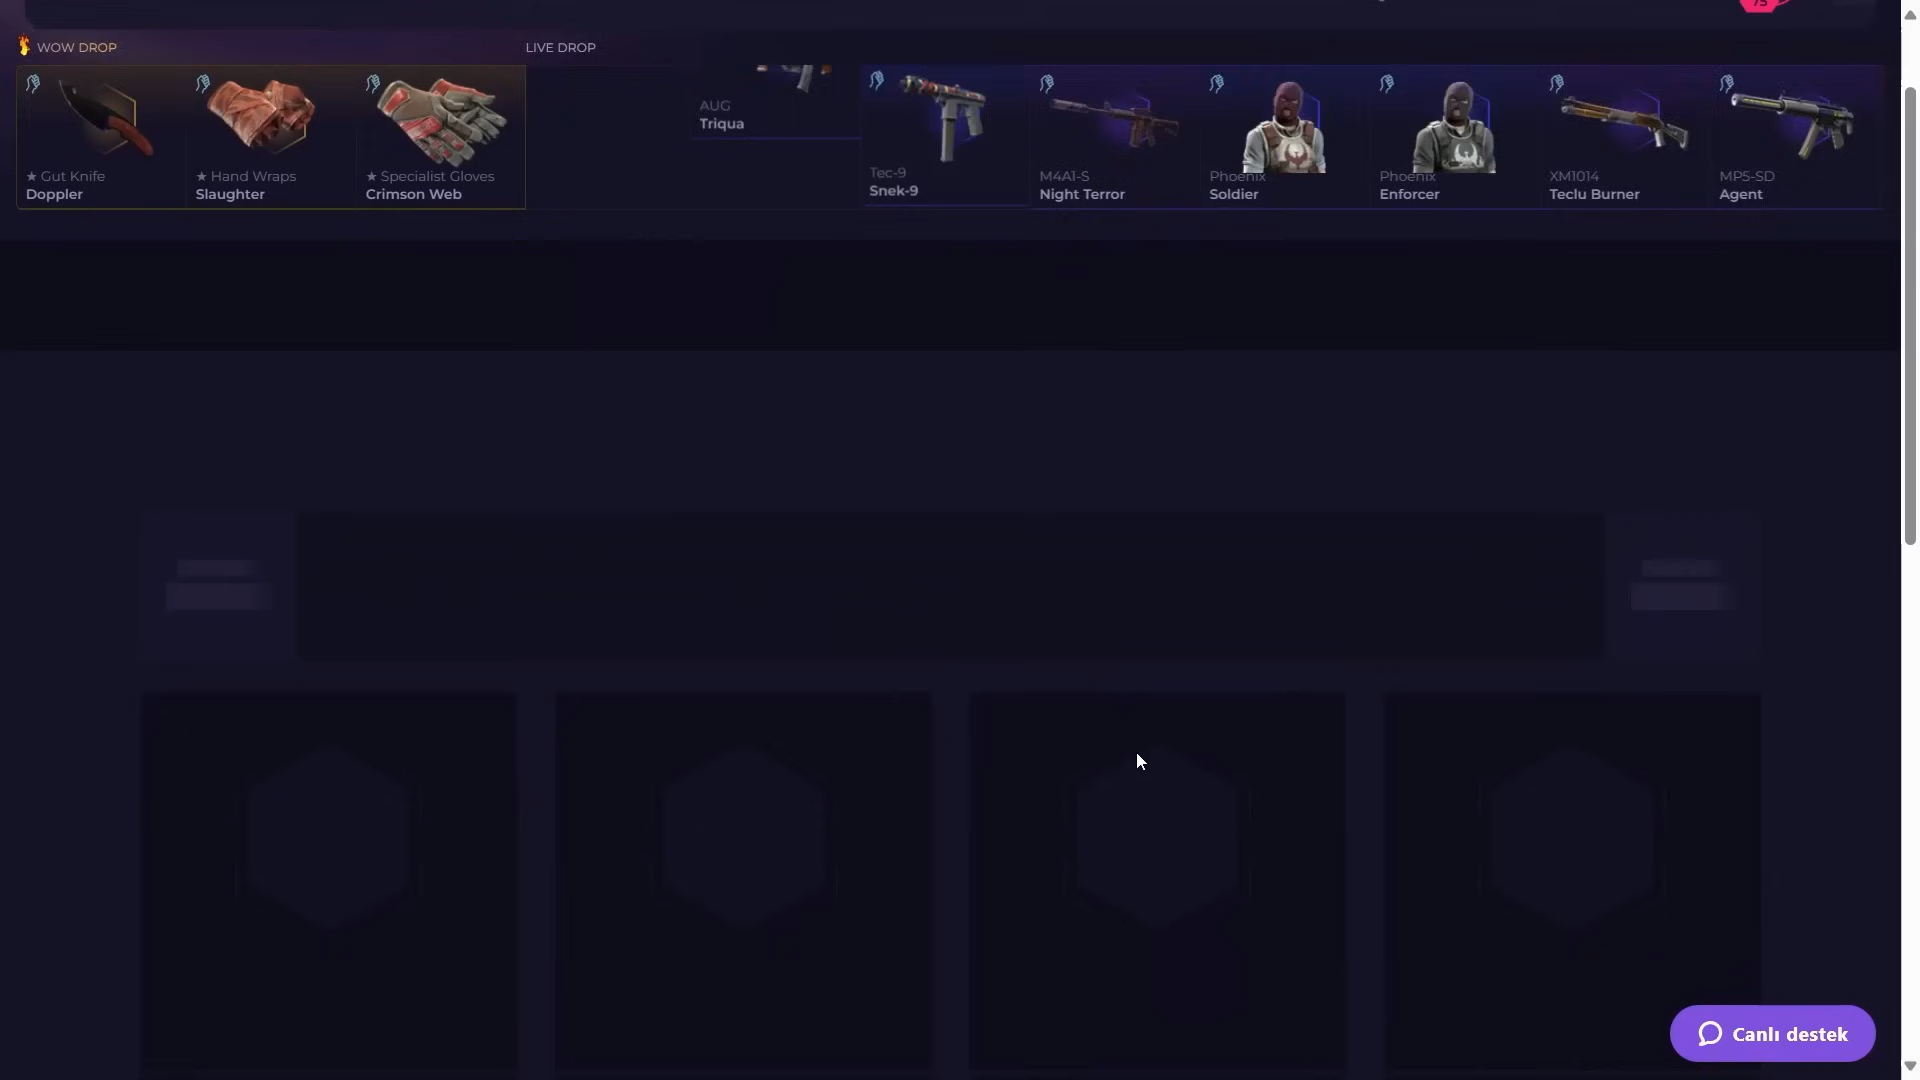 75
WOW DROP
LIVE DROP
★ Gut Knife
Doppler
★ Hand Wraps
Slaughter
★ Specialist Gloves
Crimson Web
AUG
Triqua
Tec-9
Snek-9
M4A1-S
Night Terror
Phoenix
Soldier
Phoenix
Enforcer
XM1014
Teclu Burner
MP5-SD
Agent
Canlı destek